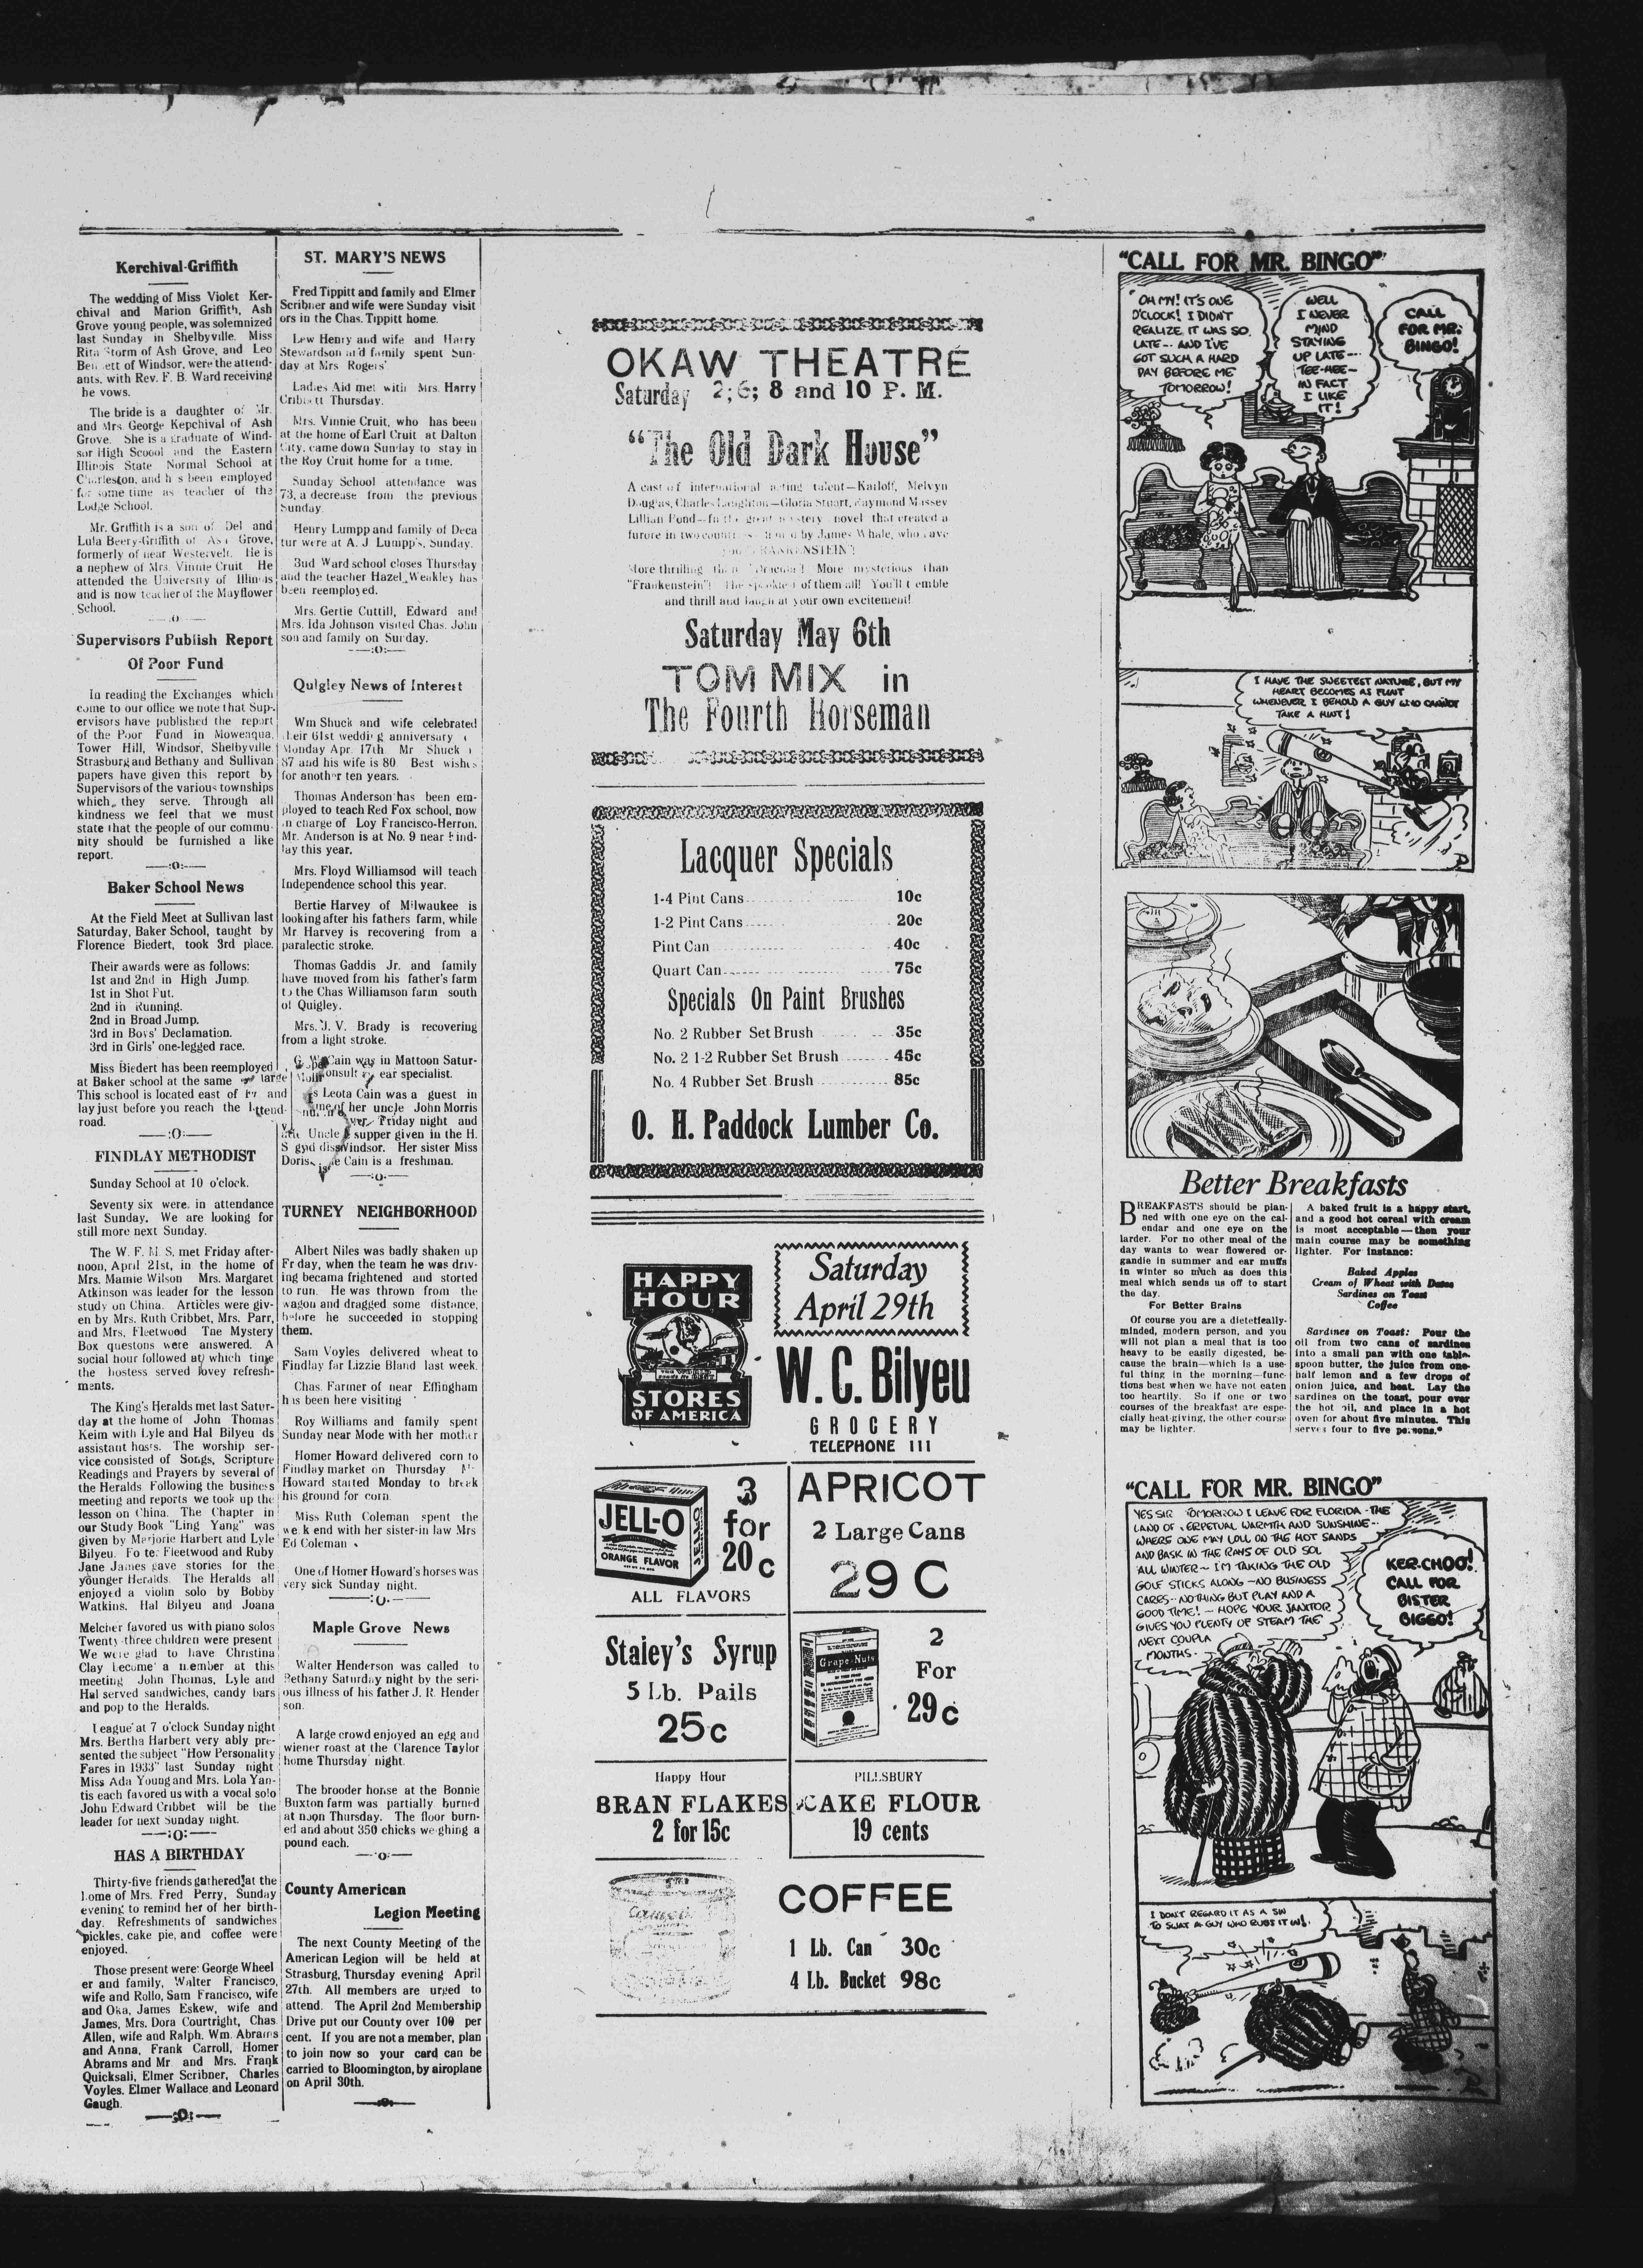 Kerchival-Griffith
The wedding of Miss Violet Ker-
chival and Marion Griffith, Ash
Grove young people, was solemnized
last Sunday in Shelbyville. Miss
Rita Storm of Ash Grove, and Leo
of Windsor, were the attend-
ants, with Rev. F. B. Ward receiving
he vows.
The bride is a daughter of Mr.
and Mrs. George Kepchival of Ash
Grove. She is a graduate of Wind-
sor High Scoool and the Eastern
Illinois State Normal School at
Charleston, and h s been employed
for some time as teacher of the
Lodge School.
Mr. Griffith is a son of Del and
Lula Beery-Griffith of Ash Grove,
formerly of near Westervelt. He is
a nephew of Mrs. Vinnie Cruit He
attended the University of Illinois
and is now teacher of the Mayflower
School.
Supervisors Publish Report
Of Poor Fund
In reading the Exchanges which
come to our office we note that Sup-
ervisors have published the report
of the Poor Fund in Moweaqua,
Tower Hill, Windsor, Shelbyville
Strasburg and Bethany and Sullivan
papers have given this report by
Supervisors of the various townships
which they serve. Through all
kindness we feel that we must
state that the people of our commu-
nity should be furnished a like
report.
—:o:—
Baker School News
At the Field Meet at Sullivan last
Saturday, Baker School, taught by
Florence Biedert, took 3rd place.
Their awards were as follows:
1st and 2nd in High Jump.
1st in Shot Put.
2nd in Running.
2nd in Broad Jump.
3rd in Boys' Declamation.
3rd in Girls' one-legged race.
Miss Biedert has been reemployed
at Baker school at the same
This school is located east of
lay just before you reach the
road.
—:O:—
FINDLAY METHODIST
Sunday School at 10 o'clock.
Seventy six were in attendance
last Sunday. We are looking for
still more next Sunday.
The W. F. M. S. met Friday after-
noon, April 21st, in the home of
Mrs. Mamie Wilson Mrs. Margaret
Atkinson was leader for the lesson
study on China. Articles were giv-
en by Mrs. Ruth Cribbet, Mrs. Parr,
and Mrs. Fleetwood Tne Mystery
Box questons were answered. A
social hour followed at which time
the hostess served lovey refresh-
ments.
The King's Heralds met last Satur-
day at the home of John Thomas
Keim with Lyle and Hal Bilyeu ds
assistant hosts. The worship ser-
vice consisted of Songs, Scripture
Readings and Prayers by several of
the Heralds Following the business
meeting and reports we took up the
lesson on China. The Chapter in
our Study Book "Ling Yang" was
given by Marjorie Harbert and Lyle
Bilyeu. Fleetwood and Ruby
Jane James gave stories for the
younger Heralds. The Heralds all
enjoyed a violin solo by Bobby
Watkins. Hal Bilyeu and Joana
Melcher favored us with piano solos
Twenty-three children were present
We were glad to have Christina
Clay become a member at this
meeting John Thomas, Lyle and
Hal served sandwiches, candy bars
and pop to the Heralds.
League at 7 o'clock Sunday night
Mrs. Bertha Harbert very ably pre-
sented the subject "How Personality
Fares in 1933" last Sunday night
Miss Ada Young and Mrs. Lola Yan-
tis each favored us with a vocal solo
John Edward Cribbet will be the
leader for next Sunday night.
—:O:—
HAS A BIRTHDAY
Thirty-five friends gathered at the
home of Mrs. Fred Perry, Sunday
evening to remind her of her birth-
day. Refreshments of sandwiches
pickles, cake pie, and coffee were
enjoyed.
Those present were: George Wheel
er and family, Walter Francisco,
wife and Rollo, Sam Francisco, wife
and Oka, James Eskew, wife and
James, Mrs. Dora Courtright, Chas
Allen, wife and Ralph. Wm. Abrams
and Anna, Frank Carroll, Homer
Abrams and Mr and Mrs. Frank
Quicksall, Elmer Scribner, Charles
Voyles. Elmer Wallace and Leonard
Gaugh.
—:O:—
ST. MARY'S NEWS
Fred Tippitt and family and Elmer
Scribner and wife were Sunday visit
ors in the Chas. Tippitt home.
Lew Henry and wife and Harry
Stewardson and family spent Sun-
day at Mrs Rogers'
Ladies Aid met with Mrs. Harry
Cribbett Thursday.
Mrs. Vinnie Cruit, who has been
at the home of Earl Cruit at Dalton
City, came down Sunday to stay in
the Roy Cruit home for a time.
Sunday School attendance was
73, a decrease from the previous
Sunday.
Henry Lumpp and family of Deca
tur were at A. J Lumpp's, Sunday.
Bud Ward school closes Thursday
and the teacher Hazel Weakley has
been reemployed.
Mrs. Gertie Cuttill, Edward and
Mrs. Ida Johnson visited Chas. John
son and family on Sunday.
—:O:—
Quigley News of Interest
Wm Shuck and wife celebrated
their 61st wedding anniversary
Monday Apr. 17th Mr Shuck
87 and his wife is 80 Best wishes
for another ten years.
Thomas Anderson has been em-
ployed to teach Red Fox school, now
in charge of Loy Francisco-Herron.
Mr. Anderson is at No. 9 near Find-
lay this year.
Mrs. Floyd Williamsod will teach
Independence school this year.
Bertie Harvey of Milwaukee is
looking after his fathers farm, while
Mr Harvey is recovering from a
paralectic stroke.
Thomas Gaddis Jr. and family
have moved from his father's farm
to the Chas Williamson farm south
of Quigley.
Mrs. J. V. Brady is recovering
from a light stroke.
Cain was in Mattoon Satur-
consult ear specialist.
Leota Cain was a guest in
of her uncle John Morris
Friday night and
supper given in the H.
Windsor. Her sister Miss
Doris Cain is a freshman.
TURNEY NEIGHBORHOOD
Albert Niles was badly shaken up
Fr day, when the team he was driv-
ing becama frightened and storted
to run. He was thrown from the
wagon and dragged some distance,
before he succeeded in stopping
them.
Sam Voyles delivered wheat to
Findlay for Lizzie Bland last week.
Chas. Farmer of near Effingham
has been here visiting
Roy Williams and family spent
Sunday near Mode with her mother
Homer Howard delivered corn to
Findlay market on Thursday
Howard started Monday to break
his ground for corn.
Miss Ruth Coleman spent the
we k end with her sister-in law Mrs
Ed Coleman
One of Homer Howard's horses was
very sick Sunday night.
Maple Grove News
Walter Henderson was called to
Bethany Saturday night by the seri-
ous illness of his father J. R. Hender
son.
A large crowd enjoyed an egg and
wiener roast at the Clarence Taylor
home Thursday night.
The brooder honse at the Bonnie
Buxton farm was partially burned
at noon Thursday. The floor burn-
ed and about 350 chicks weighing a
pound each.
County American
Legion Meeting
The next County Meeting of the
American Legion will be held at
Strasburg, Thursday evening April
27th. All members are urged to
attend. The April 2nd Membership
Drive put our County over 100 per
cent. If you are not a member, plan
to join now so your card can be
carried to Bloomington, by airoplane
on April 30th.
OKAW THEATRE
Saturday 2; 6; 8 and 10 P. M.
"The Old Dark House"
A cast of international acting talent—Karloff, Melvyn
Douglas, Charles Laughton—Gloria Stuart, Raymond Massey
Lillian Bond—In the great mystery novel that created a
furore in two by James Whale, who gave
you FRANKENSTEIN!
More thrilling than "Dracula"! More mysterious than
"Frankenstein"! The spookiest of them all! You'll t emble
and thrill and laugh at your own excitement!
Saturday May 6th
TOM MIX in
The Fourth Horseman
Lacquer Specials
1-4 Pint Cans 10c
1-2 Pint Cans 20c
Pint Can 40c
Quart Can 75c
Specials On Paint Brushes
No. 2 Rubber Set Brush 35c
No. 2 1-2 Rubber Set Brush 45c
No. 4 Rubber Set Brush 85c
O. H. Paddock Lumber Co.
HAPPY
HOUR
STORES
OF AMERICA
Saturday
April 29th
W. C. Bilyeu
GROCERY
TELEPHONE 111
JELL-O
ORANGE FLAVOR
3
for
20c
ALL FLAVORS
APRICOT
2 Large Cans
29C
Staley's Syrup
5 Lb. Pails
25c
Grape-Nuts
2
For
29c
Happy Hour
BRAN FLAKES
2 for 15c
PILLSBURY
CAKE FLOUR
19 cents
COFFEE
1 Lb. Can 30c
4 Lb. Bucket 98c
"CALL FOR MR. BINGO"
OH MY! IT'S ONE
O'CLOCK! I DIDN'T
REALIZE IT WAS SO
LATE--- AND I'VE
GOT SUCH A HARD
DAY BEFORE ME
TOMORROW!
WELL
I NEVER
MIND
STAYING
UP LATE---
TEE-HEE-
IN FACT
I LIKE
IT!
CALL
FOR MR.
BINGO!
I HAVE THE SWEETEST NATURE, BUT MY
HEART BECOMES AS FLINT
WHENEVER I BEHOLD A GUY WHO CANNOT
TAKE A HINT!
Better Breakfasts
BREAKFASTS should be plan-
ned with one eye on the cal-
endar and one eye on the
larder. For no other meal of the
day wants to wear flowered or-
gandie in summer and ear muffs
in winter so much as does this
meal which sends us off to start
the day.
For Better Brains
Of course you are a dietetically-
minded, modern person, and you
will not plan a meal that is too
heavy to be easily digested, be-
cause the brain—which is a use-
ful thing in the morning—func-
tions best when we have not eaten
too heartily. So if one or two
courses of the breakfast are espe-
cially heat-giving, the other course
may be lighter.
A baked fruit is a happy start,
and a good hot cereal with cream
is most acceptable—then your
main course may be something
lighter. For instance:
Baked Apples
Cream of Wheat with Dates
Sardines on Toast
Coffee
Sardines on Toast: Pour the
oil from two cans of sardines
into a small pan with one table-
spoon butter, the juice from one-
half lemon and a few drops of
onion juice, and heat. Lay the
sardines on the toast, pour over
the hot oil, and place in a hot
oven for about five minutes. This
serves four to five persons.*
"CALL FOR MR. BINGO"
YES SIR TOMORROW I LEAVE FOR FLORIDA - THE
LAND OF PERPETUAL WARMTH AND SUNSHINE--
WHERE ONE MAY LOLL ON THE HOT SANDS
AND BASK IN THE RAYS OF OLD SOL
ALL WINTER - I'M TAKING THE OLD
GOLF STICKS ALONG - NO BUSINESS
CARES - NOTHING BUT PLAY AND A
GOOD TIME! - HOPE YOUR JANITOR
GIVES YOU PLENTY OF STEAM THE
NEXT COUPLA
MONTHS.
KER-CHOO!
CALL FOR
BISTER
BIGGO!
I DON'T REGARD IT AS A SIN
TO SWAT A GUY WHO RUBS IT IN!